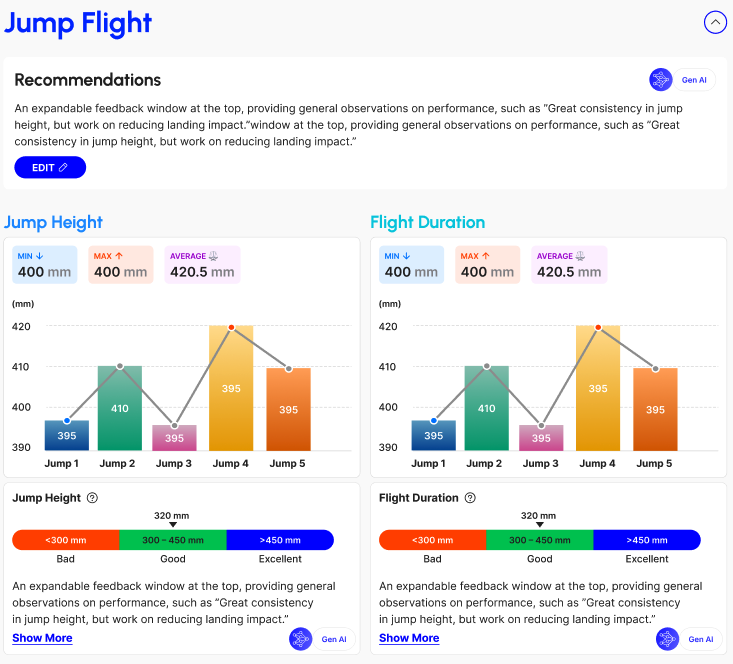 Jump Flight
Recommendations
Gen AI
An expandable feedback window at the top, providing general observations on performance, such as “Great consistency in jump
height, but work on reducing landing impact.”window at the top, providing general observations on performance, such as “Great
consistency in jump height, but work on reducing landing impact.”
EDIT
Jump Height
MIN ↓
400 mm
MAX ↑
400 mm
AVERAGE
420.5 mm
(mm)
420
410
400
390
395
410
395
395
395
Jump 1 Jump 2 Jump 3 Jump 4 Jump 5
Jump Height ?
320 mm
<300 mm 300 – 450 mm >450 mm
Bad Good Excellent
An expandable feedback window at the top, providing general
observations on performance, such as “Great consistency
in jump height, but work on reducing landing impact.”
Show More
Gen AI
Flight Duration
MIN ↓
400 mm
MAX ↑
400 mm
AVERAGE
420.5 mm
(mm)
420
410
400
390
395
410
395
395
395
Jump 1 Jump 2 Jump 3 Jump 4 Jump 5
Flight Duration ?
320 mm
<300 mm 300 – 450 mm >450 mm
Bad Good Excellent
An expandable feedback window at the top, providing general
observations on performance, such as “Great consistency
in jump height, but work on reducing landing impact.”
Show More
Gen AI